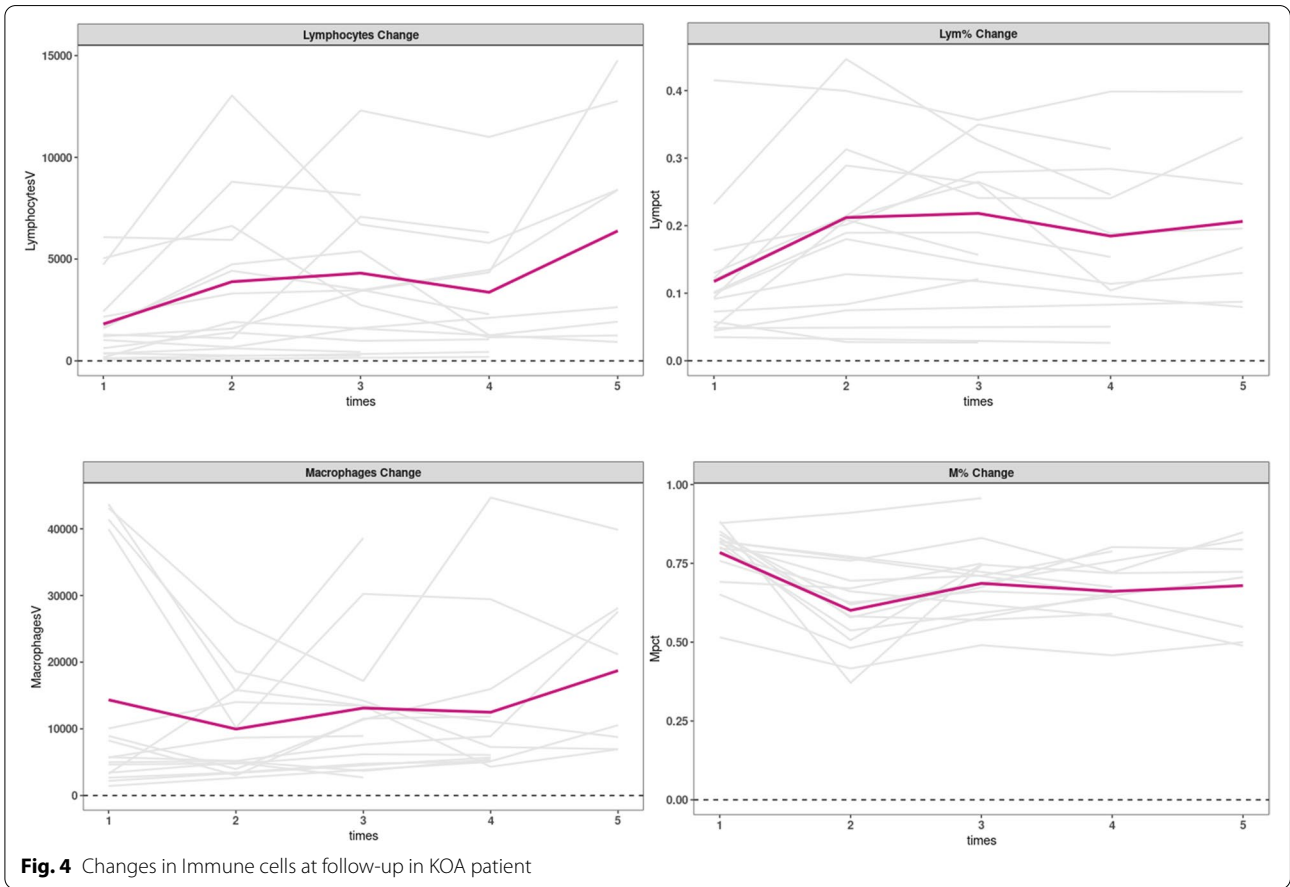 Lymphocytes Change
15000
10000
5000
0
LymphocytesV
1 2 3 4 5
times
Lym% Change
0.4
0.3
0.2
0.1
0.0
Lympct
1 2 3 4 5
times
Macrophages Change
40000
30000
20000
10000
0
MacrophagesV
1 2 3 4 5
times
M% Change
1.00
0.75
0.50
0.25
0.00
Mpct
1 2 3 4 5
times
Fig. 4 Changes in Immune cells at follow-up in KOA patient